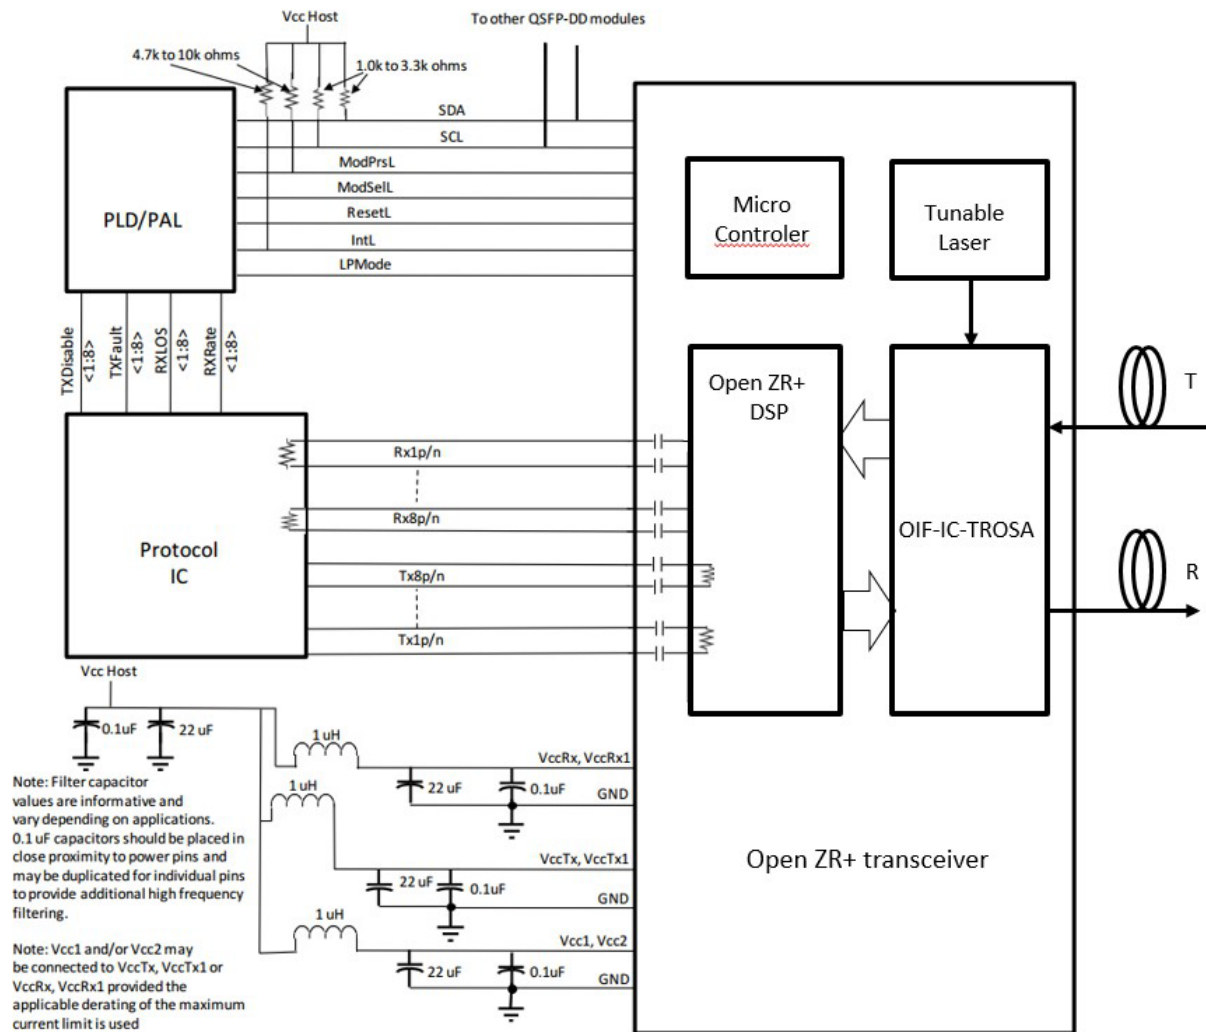 Vcc Host
To other QSFP-DD modules
4.7k to 10k ohms
1.0k to 3.3k ohms
SDA
SCL
ModPrsL
ModSelL
ResetL
IntL
LPMode
PLD/PAL
Micro
Controler
Tunable
Laser
TXDisable
<1:8>
TXFault
<1:8>
RXLOS
<1:8>
RXRate
<1:8>
Open ZR+
DSP
T
Rx1p/n
Rx8p/n
OIF-IC-TROSA
Protocol
IC
Tx8p/n
R
Tx1p/n
Vcc Host
0.1uF
22 uF
1 uH
VccRx, VccRx1
22 uF
0.1uF
GND
1 uH
VccTx, VccTx1
22 uF
0.1uF
GND
1 uH
Vcc1, Vcc2
22 uF
0.1uF
GND
Open ZR+ transceiver
Note: Filter capacitor
values are informative and
vary depending on applications.
0.1 uF capacitors should be placed in
close proximity to power pins and
may be duplicated for individual pins
to provide additional high frequency
filtering.
Note: Vcc1 and/or Vcc2 may
be connected to VccTx, VccTx1 or
VccRx, VccRx1 provided the
applicable derating of the maximum
current limit is used